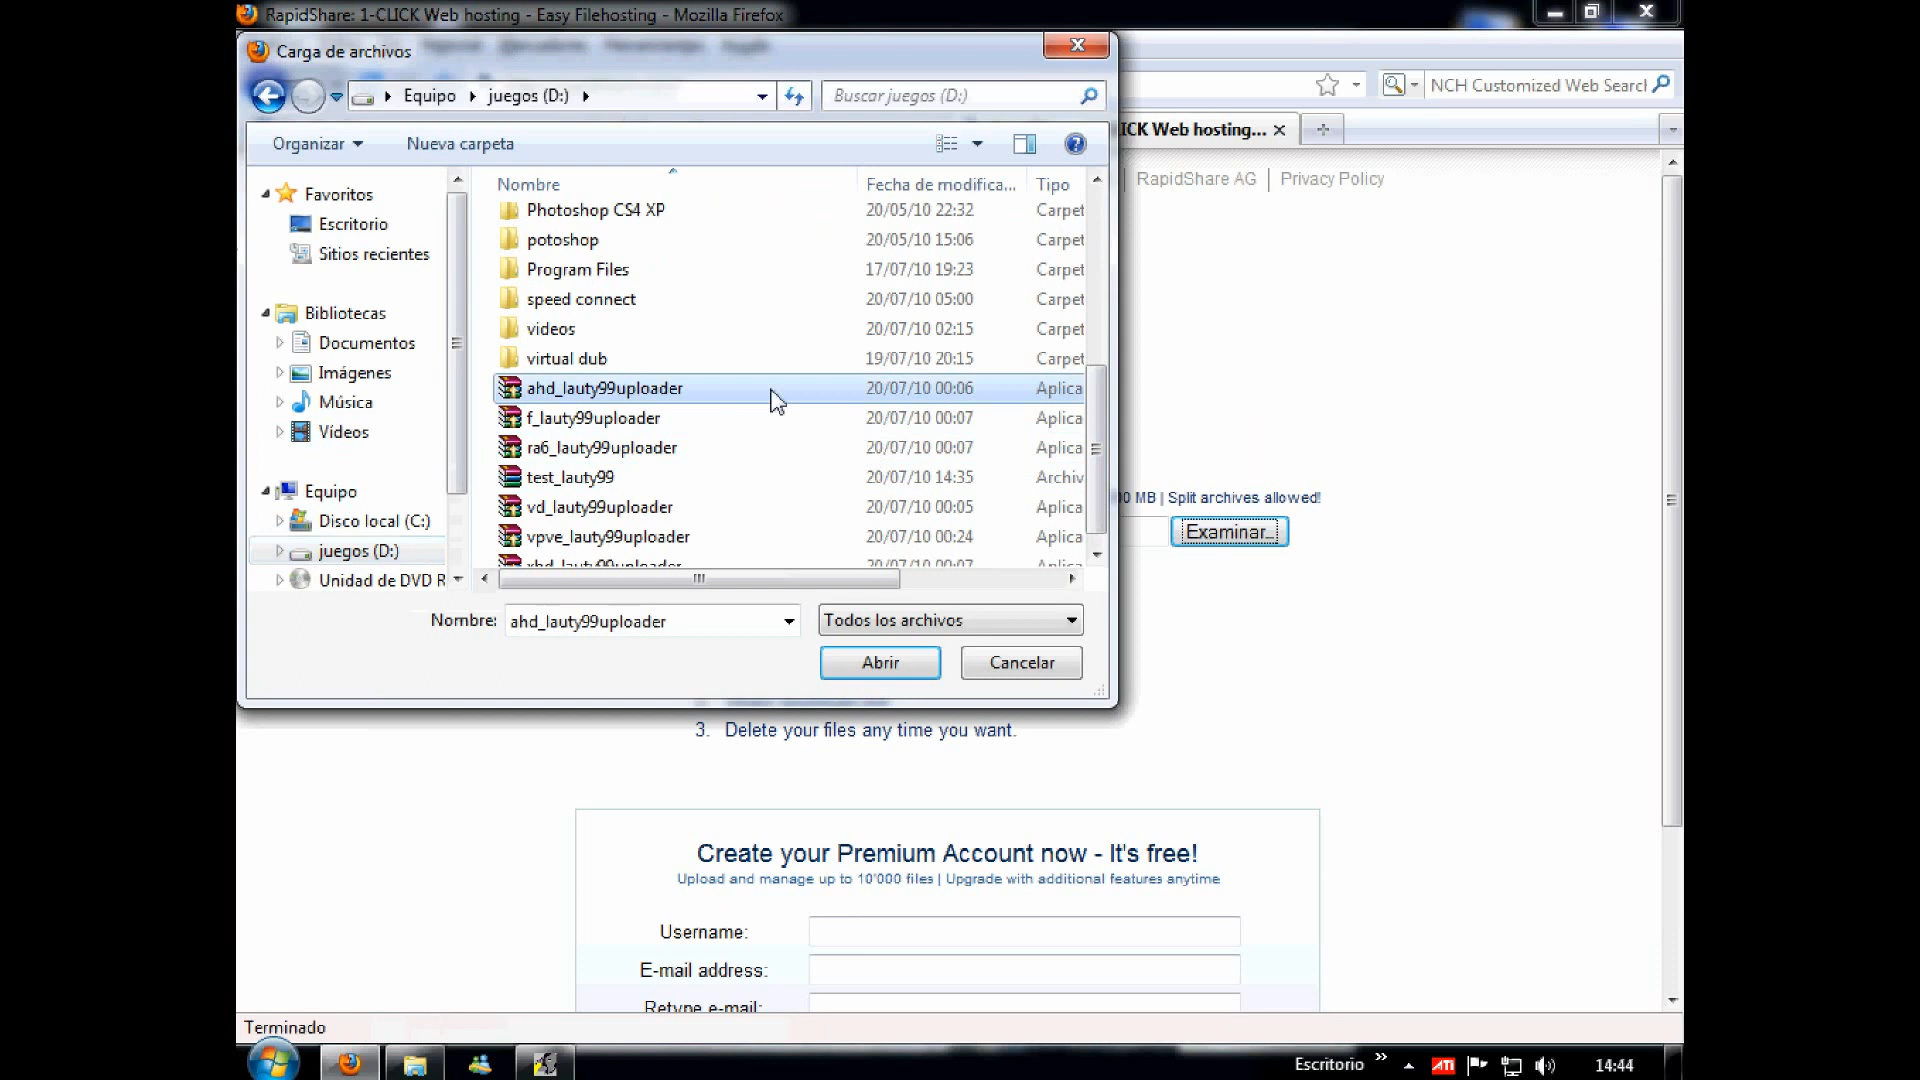 RapidShare: 1-CLICK Web hosting - Easy Filehosting - Mozilla Firefox
Carga de archivos
Equipo
juegos (D:)
Buscar juegos (D:)
NCH Customized Web Search
Organizar
Nueva carpeta
ICK Web hosting...
RapidShare AG
Privacy Policy
Favoritos
Escritorio
Sitios recientes
Bibliotecas
Documentos
Imágenes
Música
Vídeos
Equipo
Disco local (C:)
juegos (D:)
Unidad de DVD R
Nombre Fecha de modifica... Tipo
Photoshop CS4 XP 20/05/10 22:32 Carpet
potoshop 20/05/10 15:06 Carpet
Program Files 17/07/10 19:23 Carpet
speed connect 20/07/10 05:00 Carpet
videos 20/07/10 02:15 Carpet
virtual dub 19/07/10 20:15 Carpet
ahd_lauty99uploader 20/07/10 00:06 Aplica
f_lauty99uploader 20/07/10 00:07 Aplica
ra6_lauty99uploader 20/07/10 00:07 Aplica
test_lauty99 20/07/10 14:35 Archiv
vd_lauty99uploader 20/07/10 00:05 Aplica
vpve_lauty99uploader 20/07/10 00:24 Aplica
Nombre: ahd_lauty99uploader
Todos los archivos
Abrir
Cancelar
00 MB | Split archives allowed!
Examinar...
3. Delete your files any time you want.
Create your Premium Account now - It's free!
Upload and manage up to 10'000 files | Upgrade with additional features anytime
Username:
E-mail address:
Retype e-mail:
Terminado
Escritorio
ATI
14:44